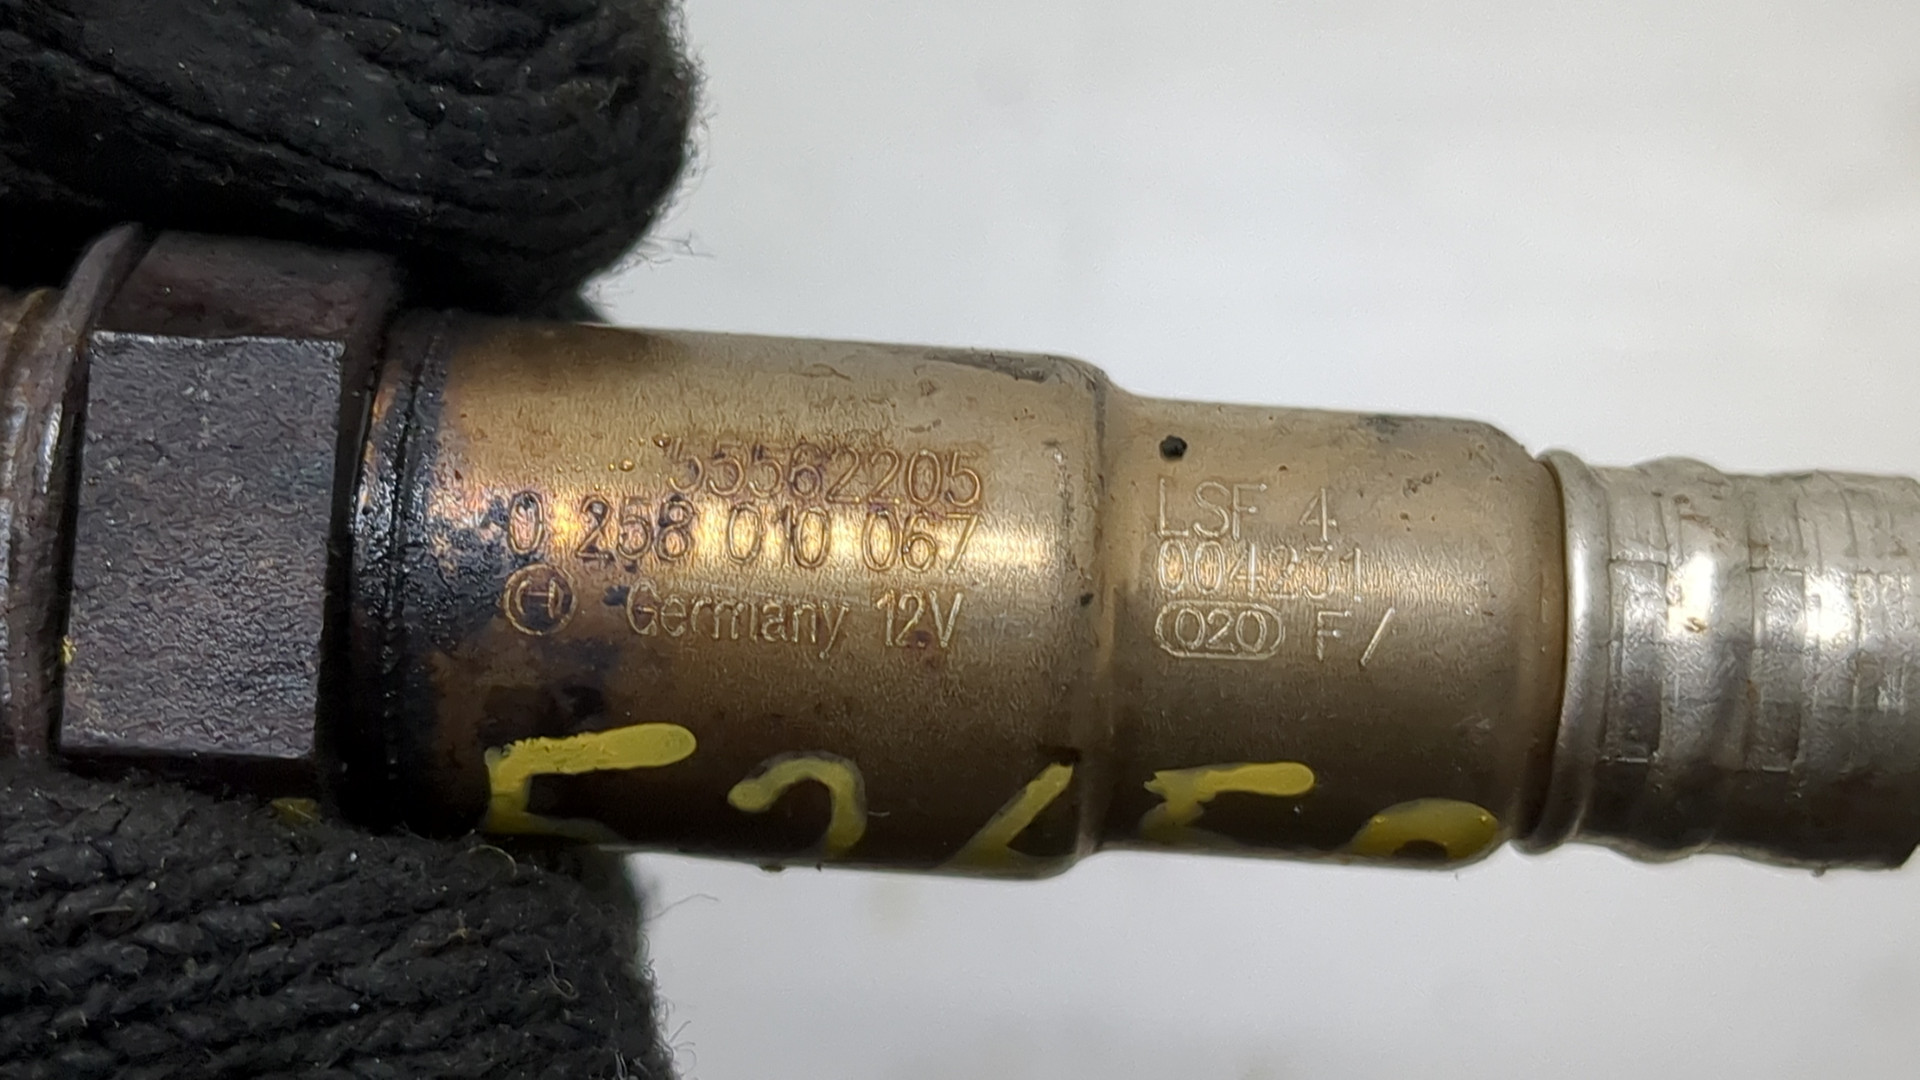 55562205
0 258 010 067
Germany 12V
LSF 4
004231
020 F/